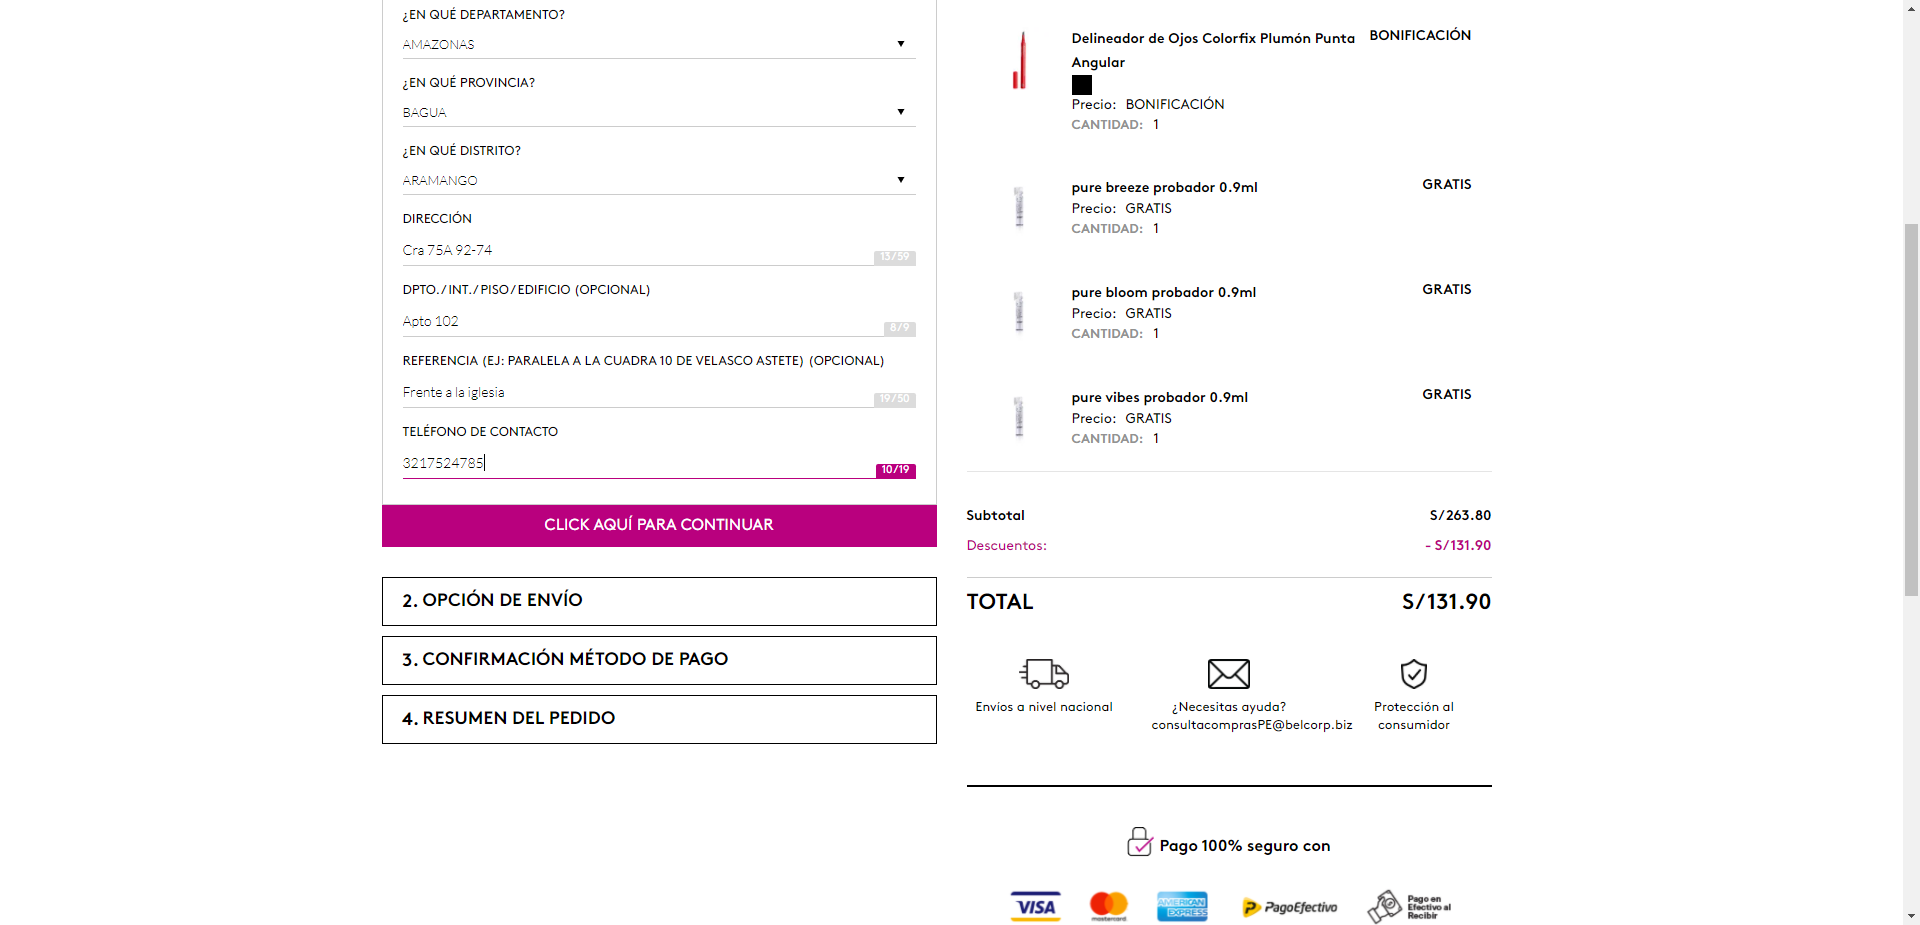 ¿EN QUÉ DEPARTAMENTO?
AMAZONAS
¿EN QUÉ PROVINCIA?
BAGUA
¿EN QUÉ DISTRITO?
ARAMANGO
DIRECCIÓN
Cra 75A 92-74
13/59
DPTO. / INT. / PISO / EDIFICIO (OPCIONAL)
Apto 102
8/9
REFERENCIA (EJ: PARALELA A LA CUADRA 10 DE VELASCO ASTETE) (OPCIONAL)
Frente a la iglesia
19/50
TELÉFONO DE CONTACTO
3217524785
10/19
CLICK AQUÍ PARA CONTINUAR
2. OPCIÓN DE ENVÍO
3. CONFIRMACIÓN MÉTODO DE PAGO
4. RESUMEN DEL PEDIDO
Delineador de Ojos Colorfix Plumón Punta
Angular
BONIFICACIÓN
Precio: BONIFICACIÓN
CANTIDAD: 1
pure breeze probador 0.9ml
GRATIS
Precio: GRATIS
CANTIDAD: 1
pure bloom probador 0.9ml
GRATIS
Precio: GRATIS
CANTIDAD: 1
pure vibes probador 0.9ml
GRATIS
Precio: GRATIS
CANTIDAD: 1
Subtotal S/263.80
Descuentos: - S/131.90
TOTAL S/131.90
Envíos a nivel nacional
¿Necesitas ayuda?
consultacomprasPE@belcorp.biz
Protección al
consumidor
Pago 100% seguro con
VISA
mastercard
AMERICAN
EXPRESS
PagoEfectivo
Pago en
Efectivo al
Recibir